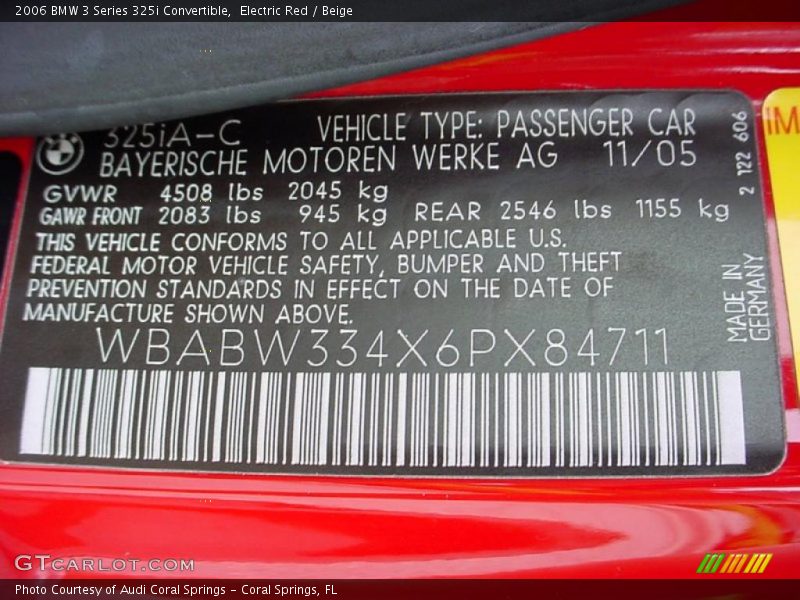 2006 BMW 3 Series 325i Convertible,  Electric Red / Beige
325iA-C VEHICLE TYPE: PASSENGER CAR
BAYERISCHE MOTOREN WERKE AG 11/05
GVWR 4508 lbs 2045 kg
GAWR FRONT 2083 lbs 945 kg REAR 2546 lbs 1155 kg
THIS VEHICLE CONFORMS TO ALL APPLICABLE U.S.
FEDERAL MOTOR VEHICLE SAFETY, BUMPER AND THEFT
PREVENTION STANDARDS IN EFFECT ON THE DATE OF
MANUFACTURE SHOWN ABOVE.
WBABW334X6PX84711
2 122 606
MADE IN
GERMANY
IM
GTCARLOT.COM
Photo Courtesy of Audi Coral Springs - Coral Springs, FL